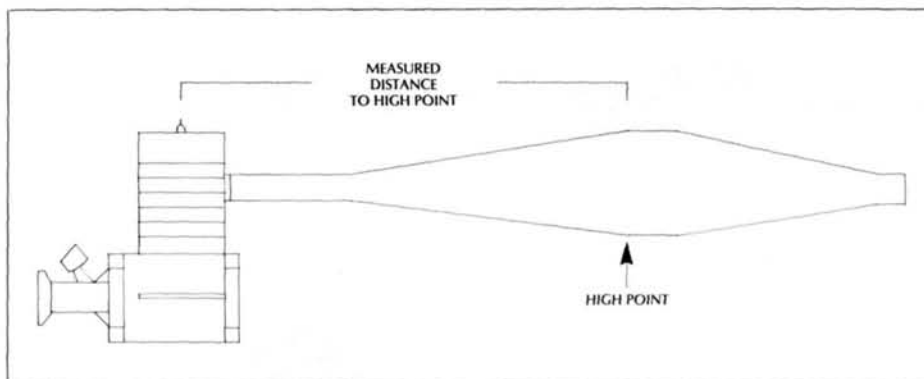 MEASURED
DISTANCE
TO HIGH POINT
HIGH POINT